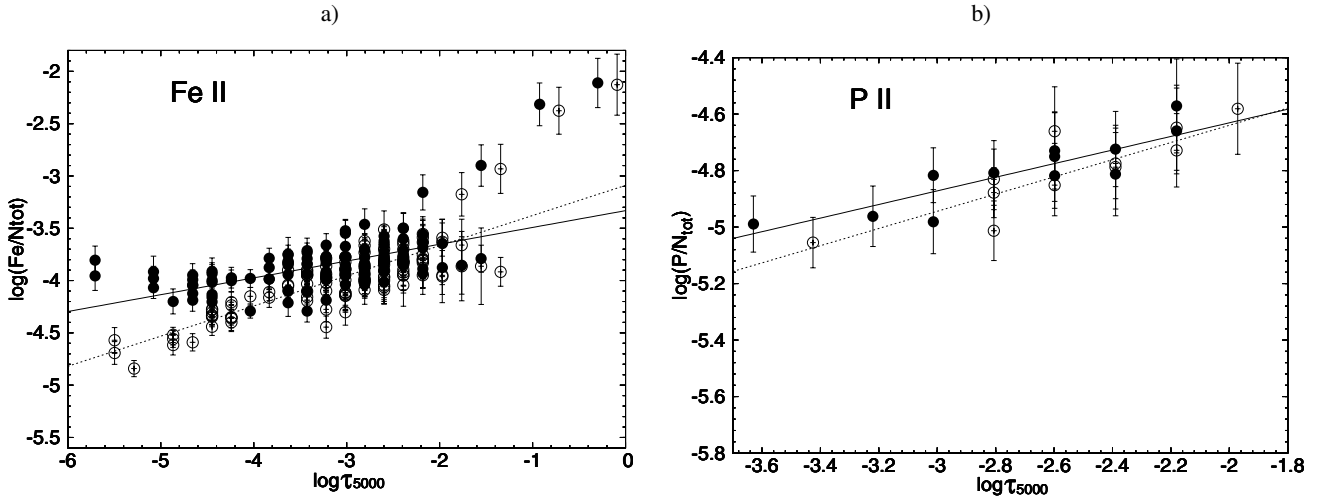 a)
Fe II
log(Fe/Ntot)
-2
-2.5
-3
-3.5
-4
-4.5
-5
-5.5
-6 -5 -4 -3 -2 -1 0
logτ5000
b)
P II
log(P/Ntot)
-4.4
-4.6
-4.8
-5
-5.2
-5.4
-5.6
-5.8
-3.6 -3.4 -3.2 -3 -2.8 -2.6 -2.4 -2.2 -2 -1.8
logτ5000